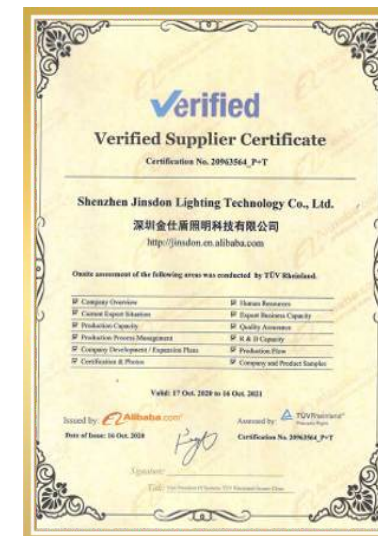 Verified
Verified Supplier Certificate
Certification No. 20963564_P+T
Shenzhen Jinsdon Lighting Technology Co., Ltd.
深圳金仕盾照明科技有限公司
http://jinsdon.en.alibaba.com
Onsite assessment of the following areas was conducted by TÜV Rheinland.
Company Overview
Human Resources
Current Export Situation
Export Business Capacity
Production Capacity
Quality Assurance
Production Process Management
R & D Capacity
Company Development / Expansion Plans
Production Flow
Certification & Photos
Company and Product Samples
Valid: 17 Oct. 2020 to 16 Oct. 2021
Issued by: Alibaba.com
Assessed by: TÜVRheinland
Precisely Right.
Date of Issue: 16 Oct. 2020
Certification No. 20963564_P+T
Signature:
Title: